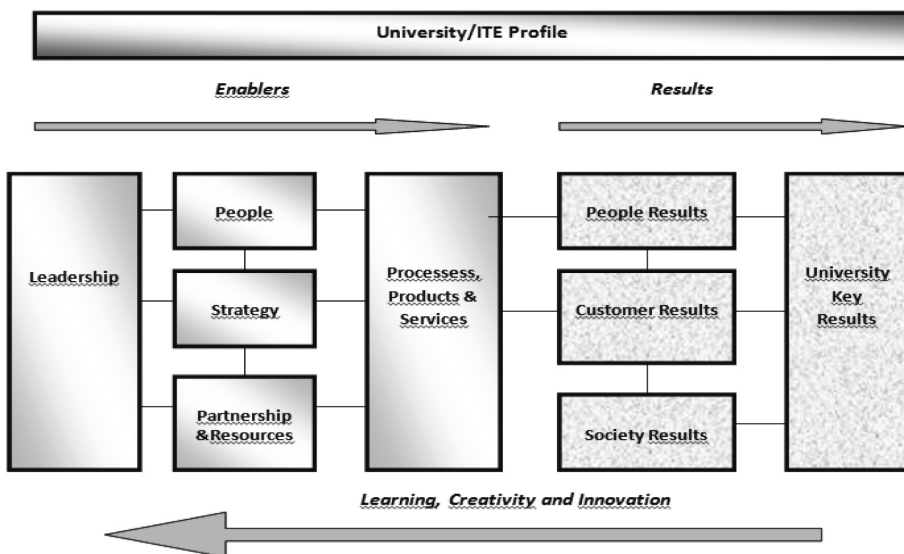 University/ITE Profile
Enablers
Results
Leadership
People
Strategy
Partnership
&Resources
Processess,
Products &
Services
People Results
Customer Results
Society Results
University
Key
Results
Learning, Creativity and Innovation